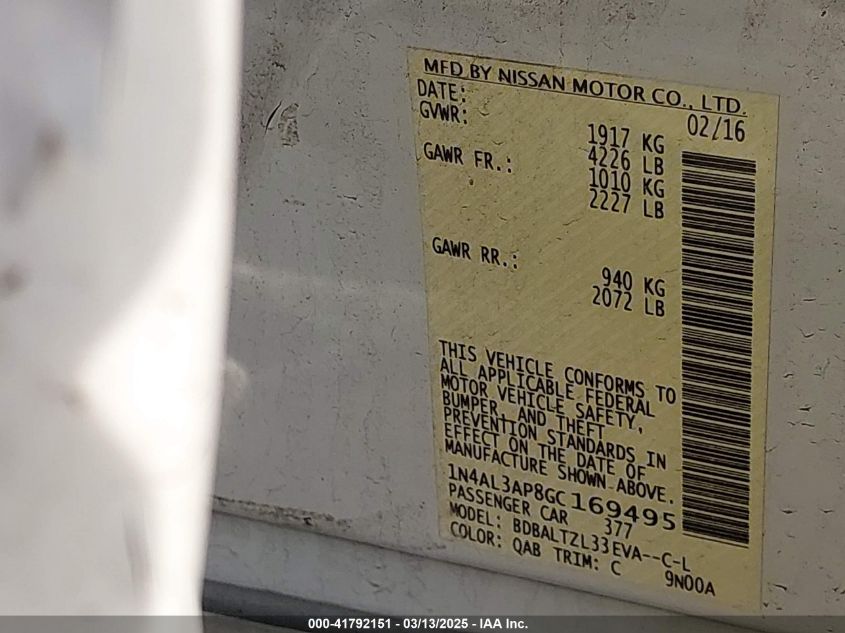 MFD BY NISSAN MOTOR CO., LTD.
DATE: 02/16
GVWR: 1917 KG
4226 LB
GAWR FR.: 1010 KG
2227 LB
GAWR RR.: 940 KG
2072 LB
THIS VEHICLE CONFORMS TO
ALL APPLICABLE FEDERAL
MOTOR VEHICLE SAFETY,
BUMPER, AND THEFT
PREVENTION STANDARDS IN
EFFECT ON THE DATE OF
MANUFACTURE SHOWN ABOVE.
1N4AL3AP8GC169495
PASSENGER CAR 377
MODEL: BDBALTZL33EVA--C-L
COLOR: QAB TRIM: C 9N00A
000-41792151 - 03/13/2025 - IAA Inc.